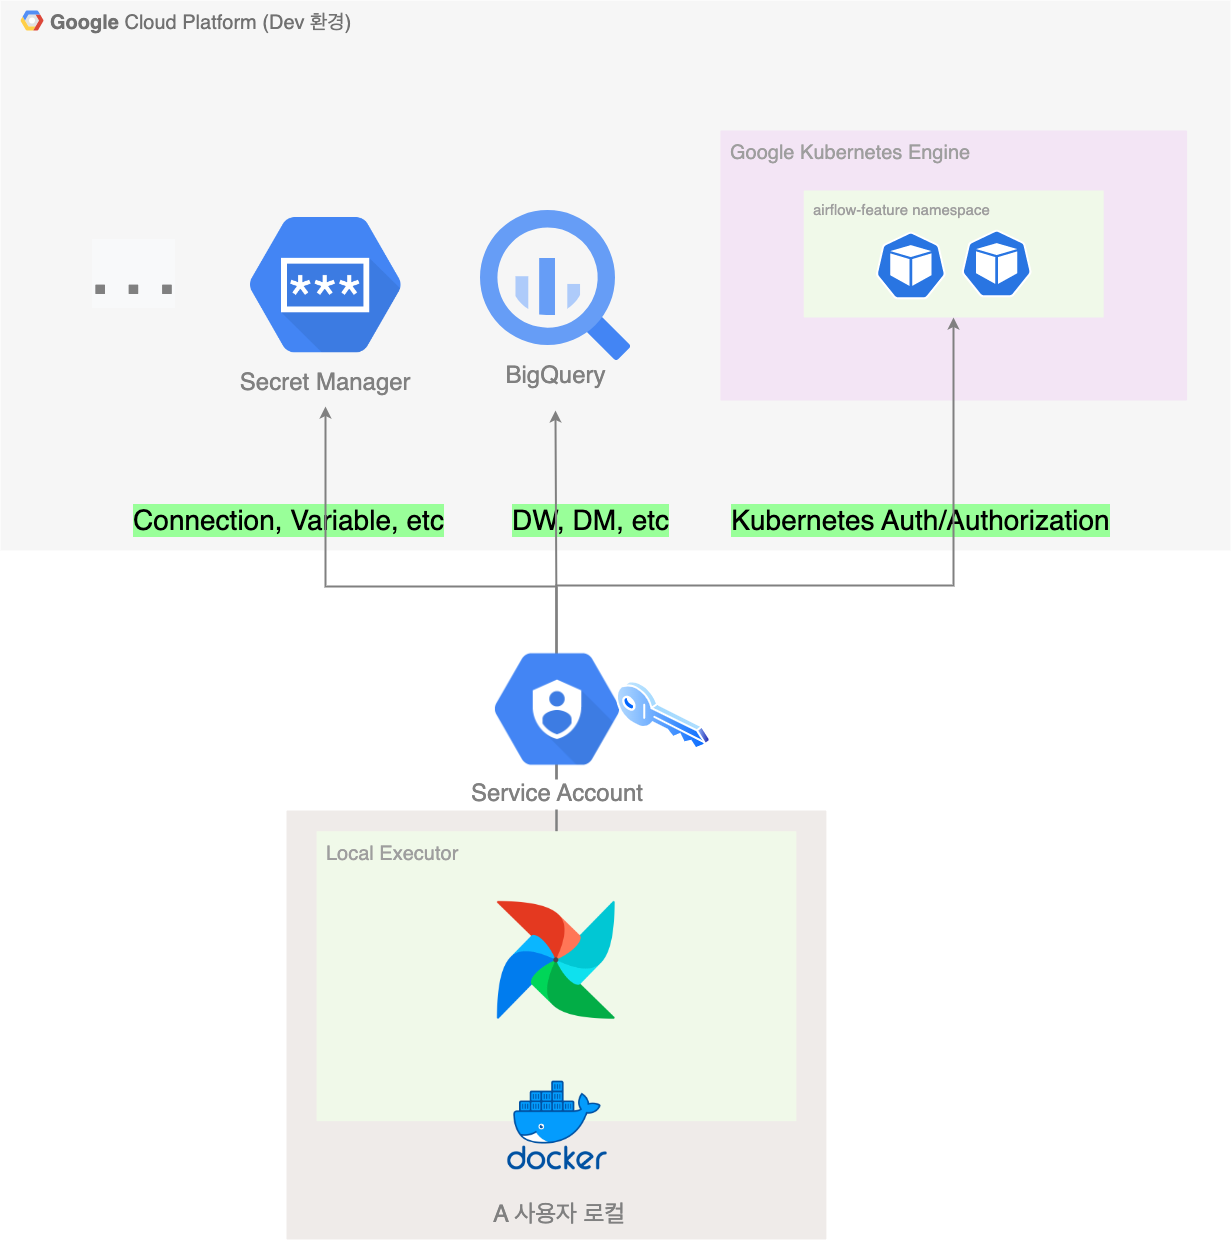 Google Cloud Platform (Dev 환경)
Google Kubernetes Engine
airflow-feature namespace
***
Secret Manager
BigQuery
Connection, Variable, etc
DW, DM, etc
Kubernetes Auth/Authorization
Service Account
Local Executor
docker
A 사용자 로컬